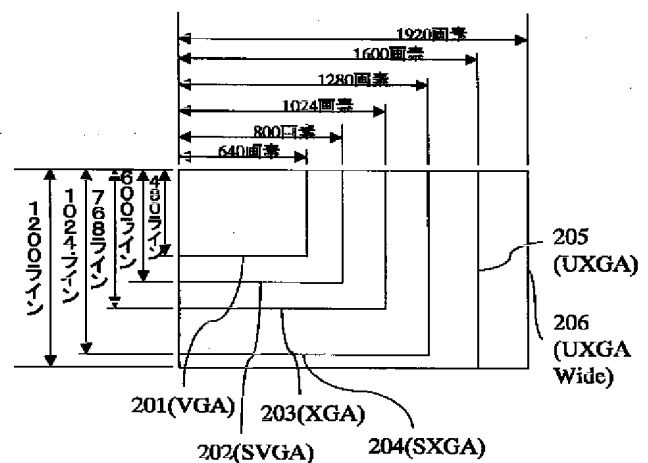 1920画素
1600画素
1280画素
1024画素
800画素
640画素
480ライン
600ライン
768ライン
1024ライン
1200ライン
205
(UXGA)
206
(UXGA
Wide)
201(VGA)
203(XGA)
202(SVGA)
204(SXGA)